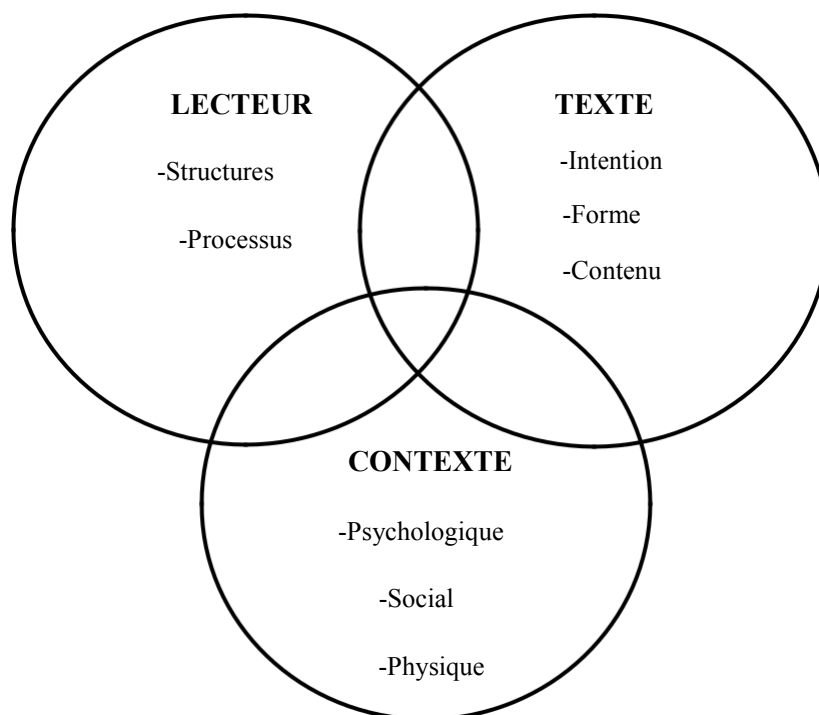 LECTEUR
-Structures
-Processus
TEXTE
-Intention
-Forme
-Contenu
CONTEXTE
-Psychologique
-Social
-Physique